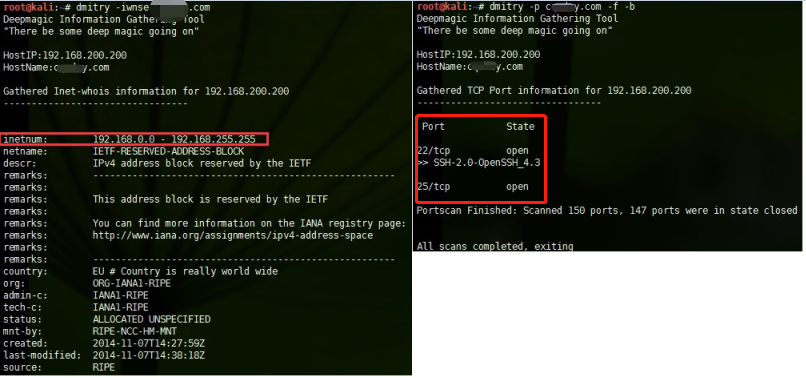 root@kali:~# dmitry -iwnse .com
Deepmagic Information Gathering Tool
"There be some deep magic going on"
HostIP:192.168.200.200
HostName:c y.com
Gathered Inet-whois information for 192.168.200.200
---------------------------------
inetnum: 192.168.0.0 - 192.168.255.255
netname: IETF-RESERVED-ADDRESS-BLOCK
descr: IPv4 address block reserved by the IETF
remarks: ------------------------------------------------------
remarks:
remarks: This address block is reserved by the IETF
remarks:
remarks: You can find more information on the IANA registry page:
remarks: http://www.iana.org/assignments/ipv4-address-space
remarks:
remarks: ------------------------------------------------------
country: EU # Country is really world wide
org: ORG-IANA1-RIPE
admin-c: IANA1-RIPE
tech-c: IANA1-RIPE
status: ALLOCATED UNSPECIFIED
mnt-by: RIPE-NCC-HM-MNT
created: 2014-11-07T14:27:59Z
last-modified: 2014-11-07T14:38:18Z
source: RIPE
root@kali:~# dmitry -p c y.com -f -b
Deepmagic Information Gathering Tool
"There be some deep magic going on"
HostIP:192.168.200.200
HostName:c y.com
Gathered TCP Port information for 192.168.200.200
---------------------------------
Port State
22/tcp open
>> SSH-2.0-OpenSSH_4.3
25/tcp open
Portscan Finished: Scanned 150 ports, 147 ports were in state closed
All scans completed, exiting